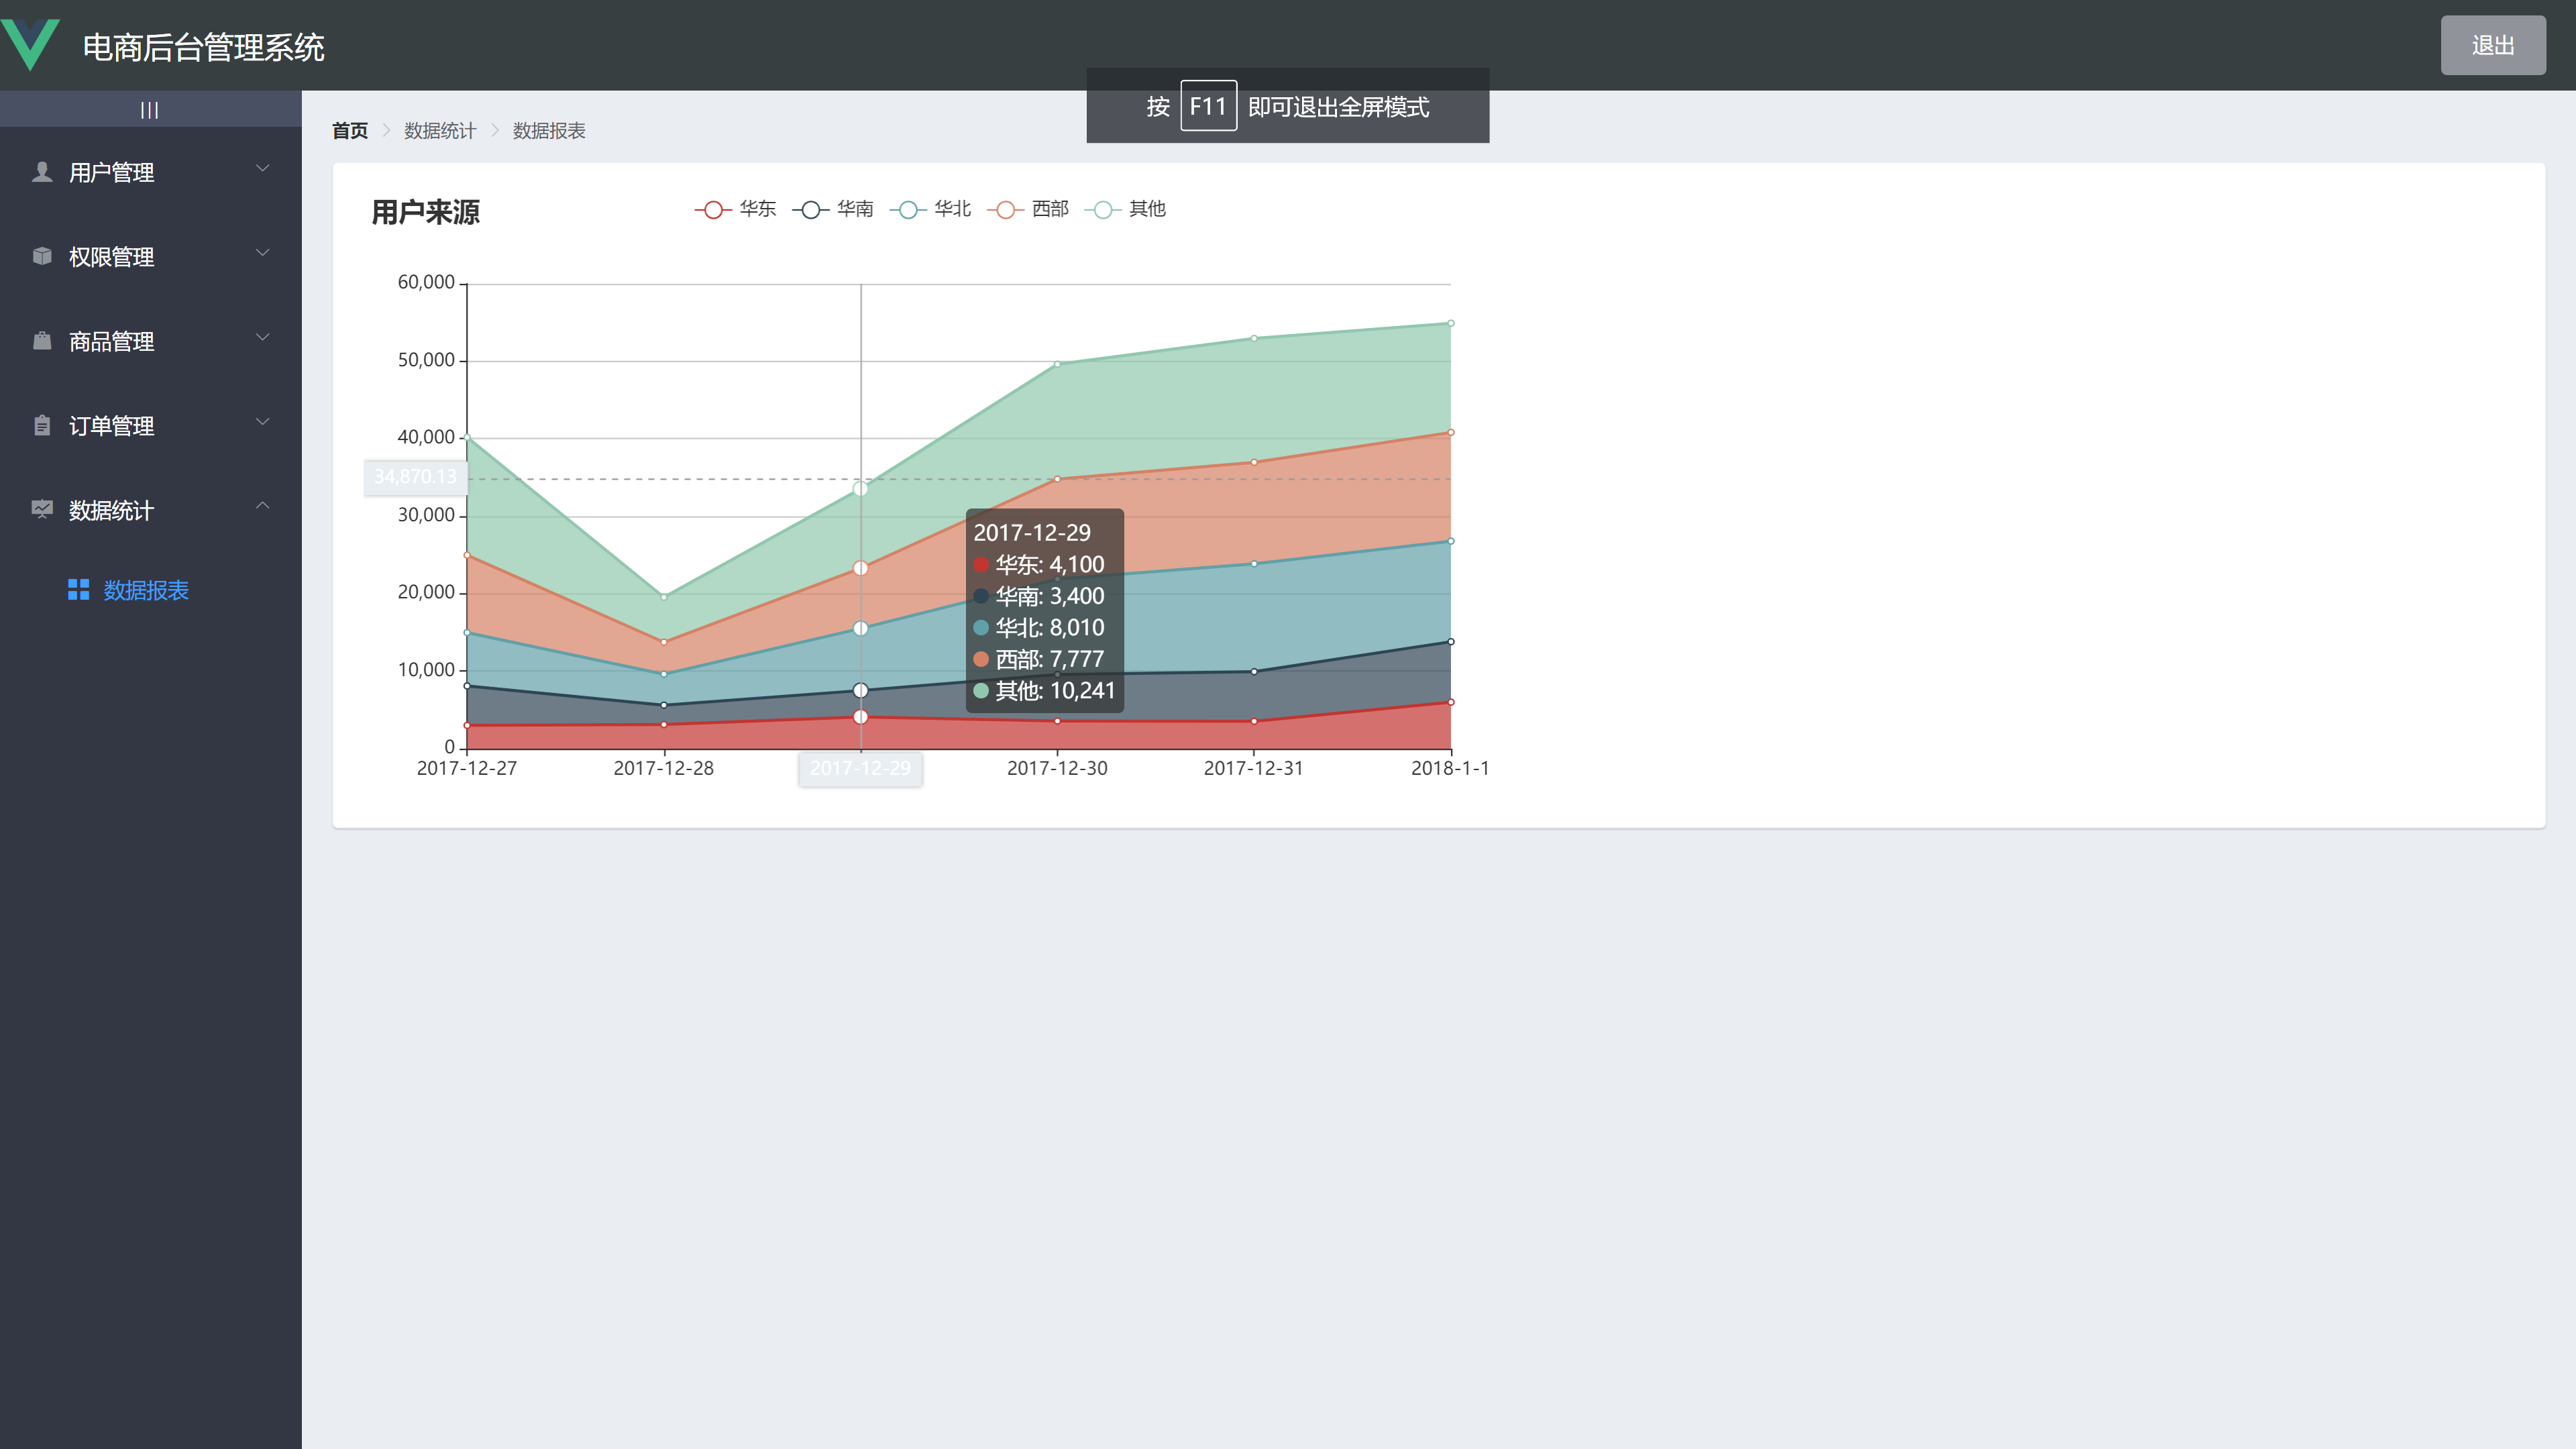 电商后台管理系统
退出
按 F11 即可退出全屏模式
|||
首页 数据统计 数据报表
用户管理
权限管理
商品管理
订单管理
数据统计
数据报表
用户来源
华东 华南 华北 西部 其他
60,000
50,000
40,000
34,870.13
30,000
20,000
10,000
0
2017-12-29
华东: 4,100
华南: 3,400
华北: 8,010
西部: 7,777
其他: 10,241
2017-12-27 2017-12-28 2017-12-29 2017-12-30 2017-12-31 2018-1-1